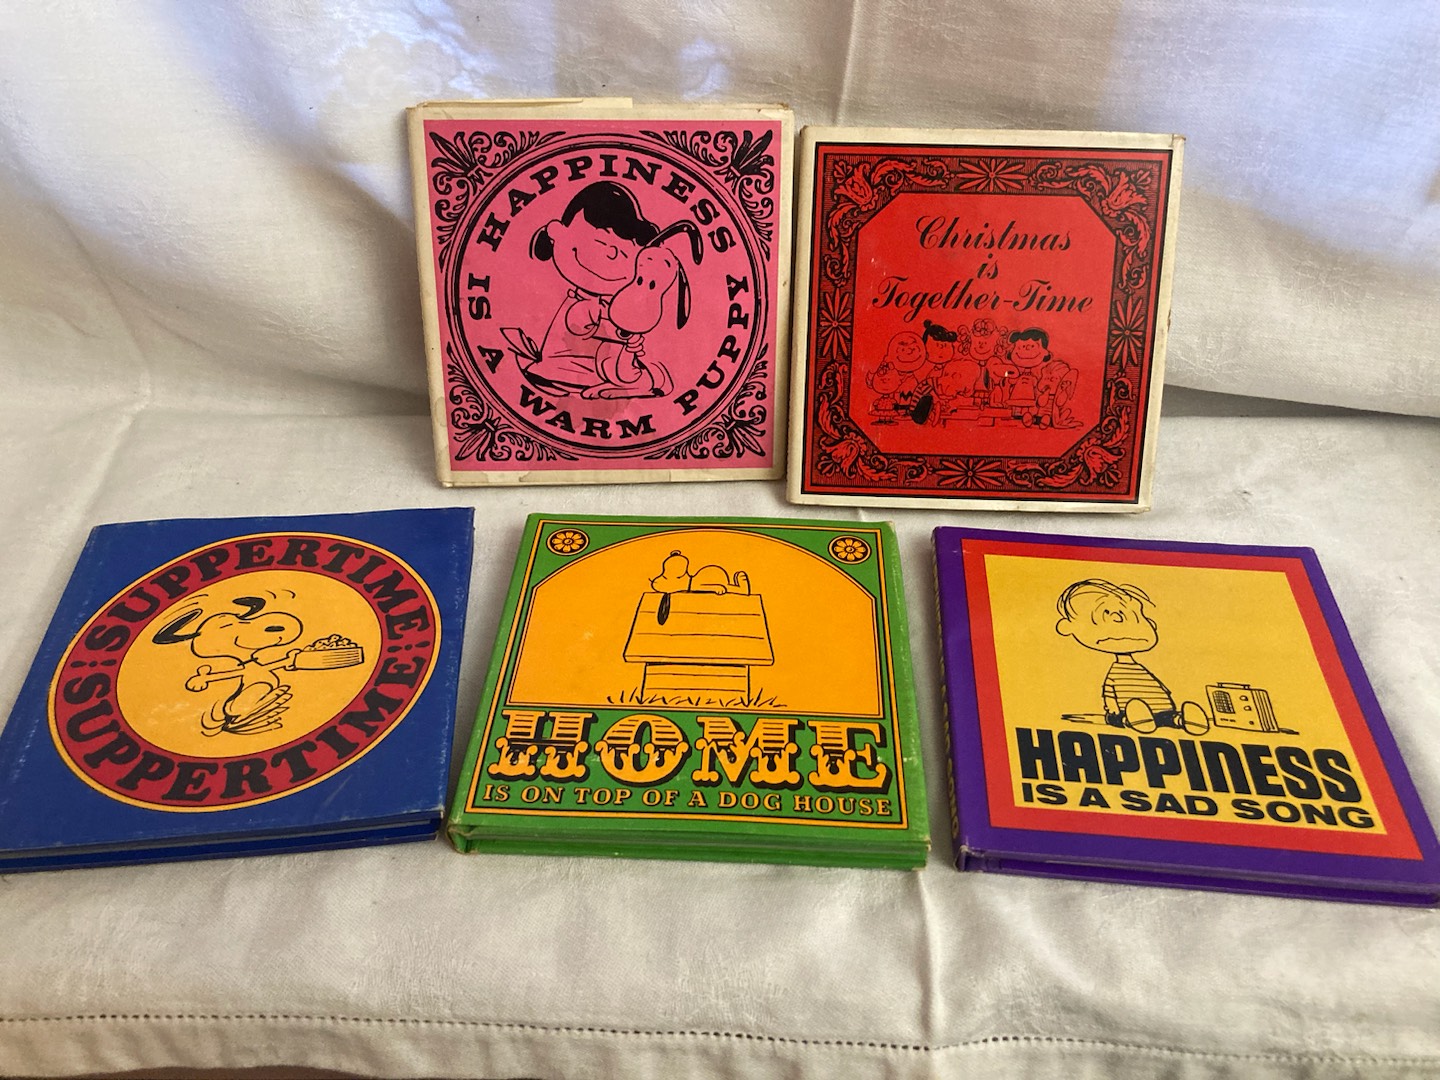 HAPPINESS IS A WARM PUPPY
Christmas
is
Together-Time
SUPPERTIME!
SUPPERTIME!
HOME
IS ON TOP OF A DOG HOUSE
HAPPINESS
IS A SAD SONG